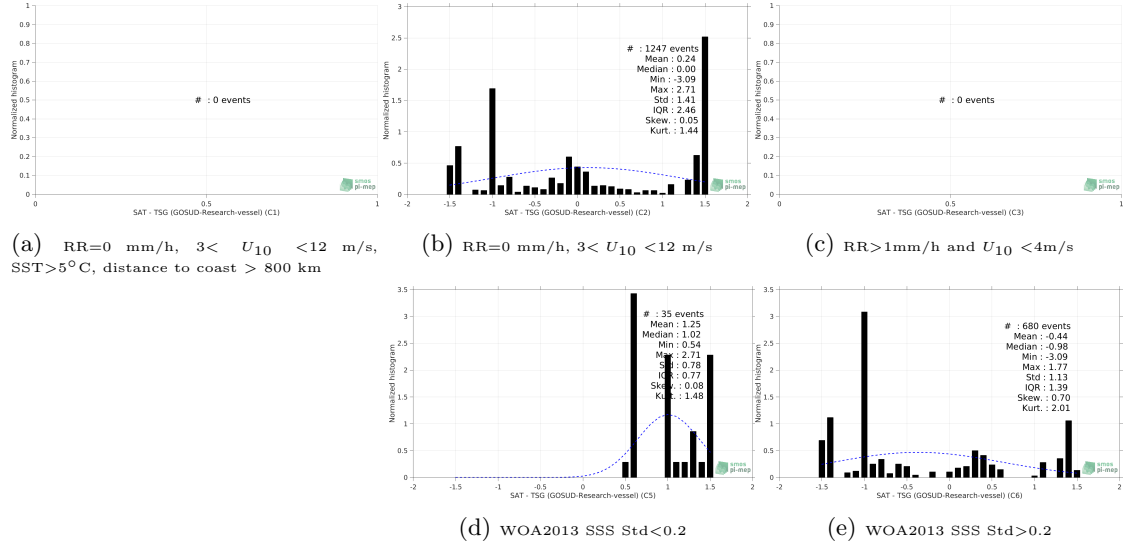 1
0.9
0.8
0.7
0.6
0.5
0.4
0.3
0.2
0.1
0
Normalized histogram
# : 0 events
smos
pi-mep
0 0.5 1
SAT - TSG (GOSUD-Research-vessel) (C1)
(a) RR=0 mm/h, 3< U10 <12 m/s,
SST>5°C, distance to coast > 800 km
3
2.5
2
1.5
1
0.5
0
Normalized histogram
# : 1247 events
Mean : 0.24
Median : 0.00
Min : -3.09
Max : 2.71
Std : 1.41
IQR : 2.46
Skew. : 0.05
Kurt. : 1.44
smos
pi-mep
-2 -1.5 -1 -0.5 0 0.5 1 1.5 2
SAT - TSG (GOSUD-Research-vessel) (C2)
(b) RR=0 mm/h, 3< U10 <12 m/s
1
0.9
0.8
0.7
0.6
0.5
0.4
0.3
0.2
0.1
0
Normalized histogram
# : 0 events
smos
pi-mep
0 0.5 1
SAT - TSG (GOSUD-Research-vessel) (C3)
(c) RR>1mm/h and U10 <4m/s
3.5
3
2.5
2
1.5
1
0.5
0
Normalized histogram
# : 35 events
Mean : 1.25
Median : 1.02
Min : 0.54
Max : 2.71
Std : 0.78
IQR : 0.77
Skew. : 0.08
Kurt. : 1.48
smos
pi-mep
-2 -1.5 -1 -0.5 0 0.5 1 1.5 2
SAT - TSG (GOSUD-Research-vessel) (C5)
(d) WOA2013 SSS Std<0.2
3.5
3
2.5
2
1.5
1
0.5
0
Normalized histogram
# : 680 events
Mean : -0.44
Median : -0.98
Min : -3.09
Max : 1.77
Std : 1.13
IQR : 1.39
Skew. : 0.70
Kurt. : 2.01
smos
pi-mep
-2 -1.5 -1 -0.5 0 0.5 1 1.5 2
SAT - TSG (GOSUD-Research-vessel) (C6)
(e) WOA2013 SSS Std>0.2